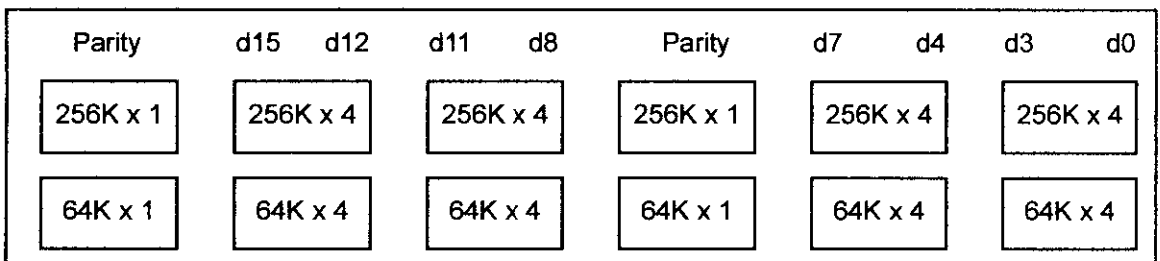 Parity d15 d12 d11 d8 Parity d7 d4 d3 d0
256K x 1 256K x 4 256K x 4 256K x 1 256K x 4 256K x 4
64K x 1 64K x 4 64K x 4 64K x 1 64K x 4 64K x 4